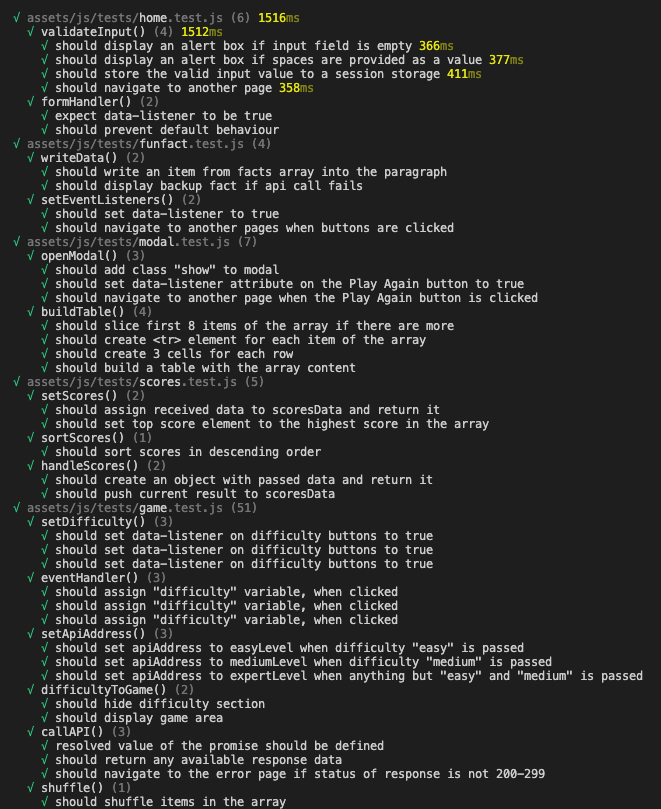 √ assets/js/tests/home.test.js (6) 1516ms
√ validateInput() (4) 1512ms
√ should display an alert box if input field is empty 366ms
√ should display an alert box if spaces are provided as a value 377ms
√ should store the valid input value to a session storage 411ms
√ should navigate to another page 358ms
√ formHandler() (2)
√ expect data-listener to be true
√ should prevent default behaviour
√ assets/js/tests/funfact.test.js (4)
√ writeData() (2)
√ should write an item from facts array into the paragraph
√ should display backup fact if api call fails
√ setEventListeners() (2)
√ should set data-listener to true
√ should navigate to another pages when buttons are clicked
√ assets/js/tests/modal.test.js (7)
√ openModal() (3)
√ should add class "show" to modal
√ should set data-listener attribute on the Play Again button to true
√ should navigate to another page when the Play Again button is clicked
√ buildTable() (4)
√ should slice first 8 items of the array if there are more
√ should create <tr> element for each item of the array
√ should create 3 cells for each row
√ should build a table with the array content
√ assets/js/tests/scores.test.js (5)
√ setScores() (2)
√ should assign received data to scoresData and return it
√ should set top score element to the highest score in the array
√ sortScores() (1)
√ should sort scores in descending order
√ handleScores() (2)
√ should create an object with passed data and return it
√ should push current result to scoresData
√ assets/js/tests/game.test.js (51)
√ setDifficulty() (3)
√ should set data-listener on difficulty buttons to true
√ should set data-listener on difficulty buttons to true
√ should set data-listener on difficulty buttons to true
√ eventHandler() (3)
√ should assign "difficulty" variable, when clicked
√ should assign "difficulty" variable, when clicked
√ should assign "difficulty" variable, when clicked
√ setApiAddress() (3)
√ should set apiAddress to easyLevel when difficulty "easy" is passed
√ should set apiAddress to mediumLevel when difficulty "medium" is passed
√ should set apiAddress to expertLevel when anything but "easy" and "medium" is passed
√ difficultyToGame() (2)
√ should hide difficulty section
√ should display game area
√ callAPI() (3)
√ resolved value of the promise should be defined
√ should return any available response data
√ should navigate to the error page if status of response is not 200-299
√ shuffle() (1)
√ should shuffle items in the array